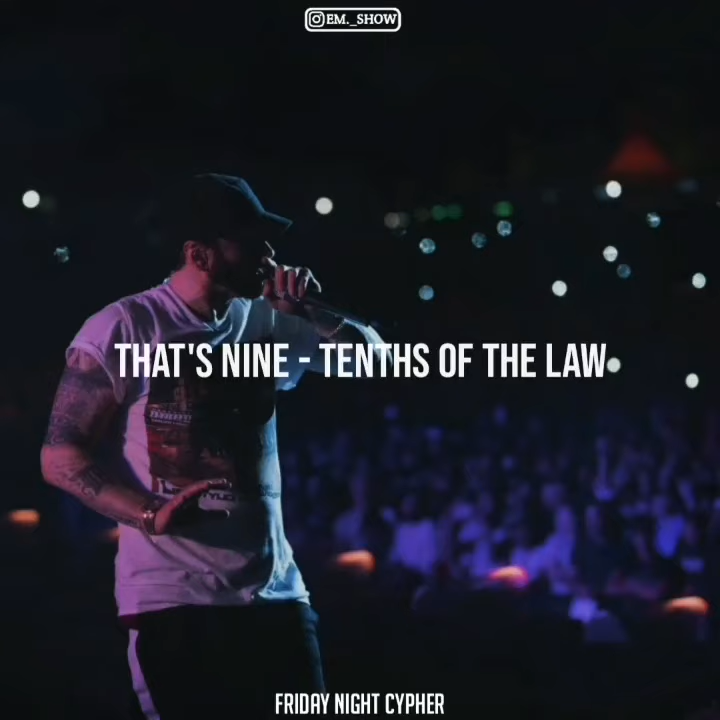 EM._SHOW
THAT'S NINE - TENTHS OF THE LAW
FRIDAY NIGHT CYPHER